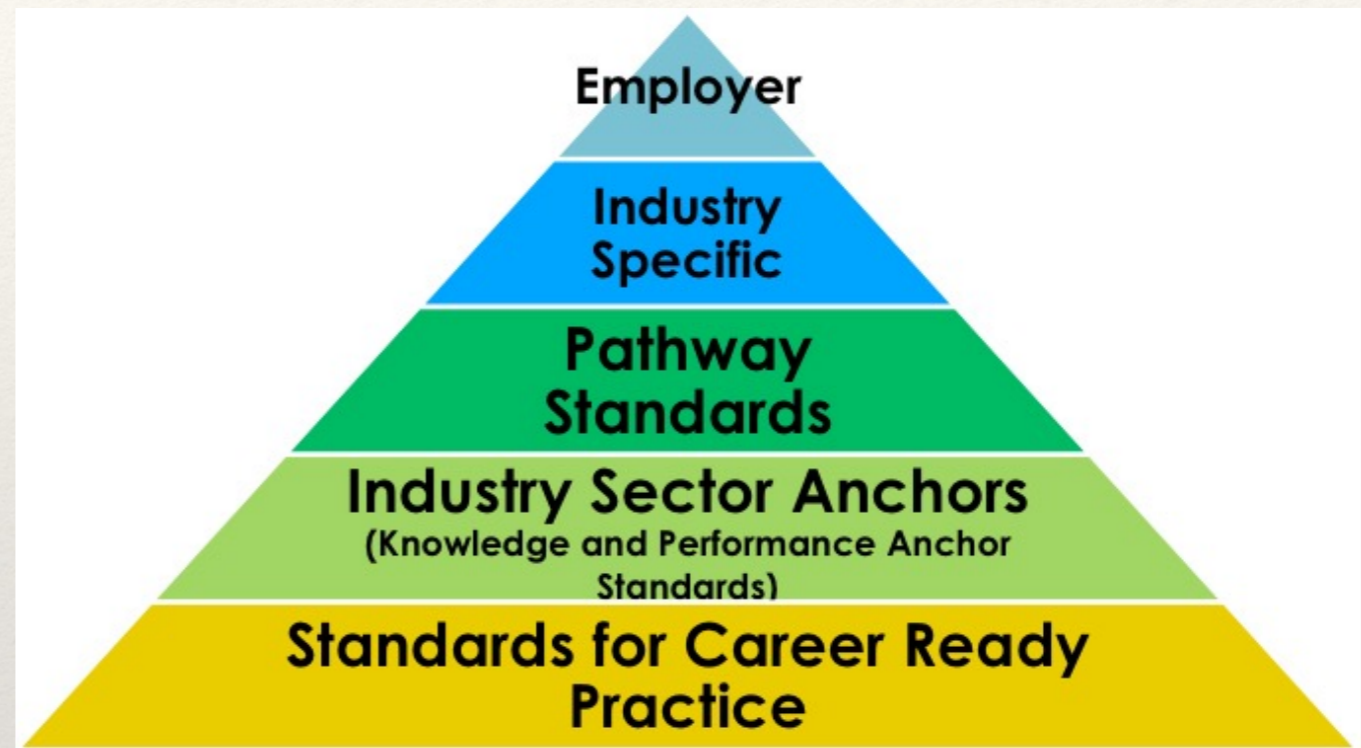 Employer
Industry
Specific
Pathway
Standards
Industry Sector Anchors
(Knowledge and Performance Anchor
Standards)
Standards for Career Ready
Practice